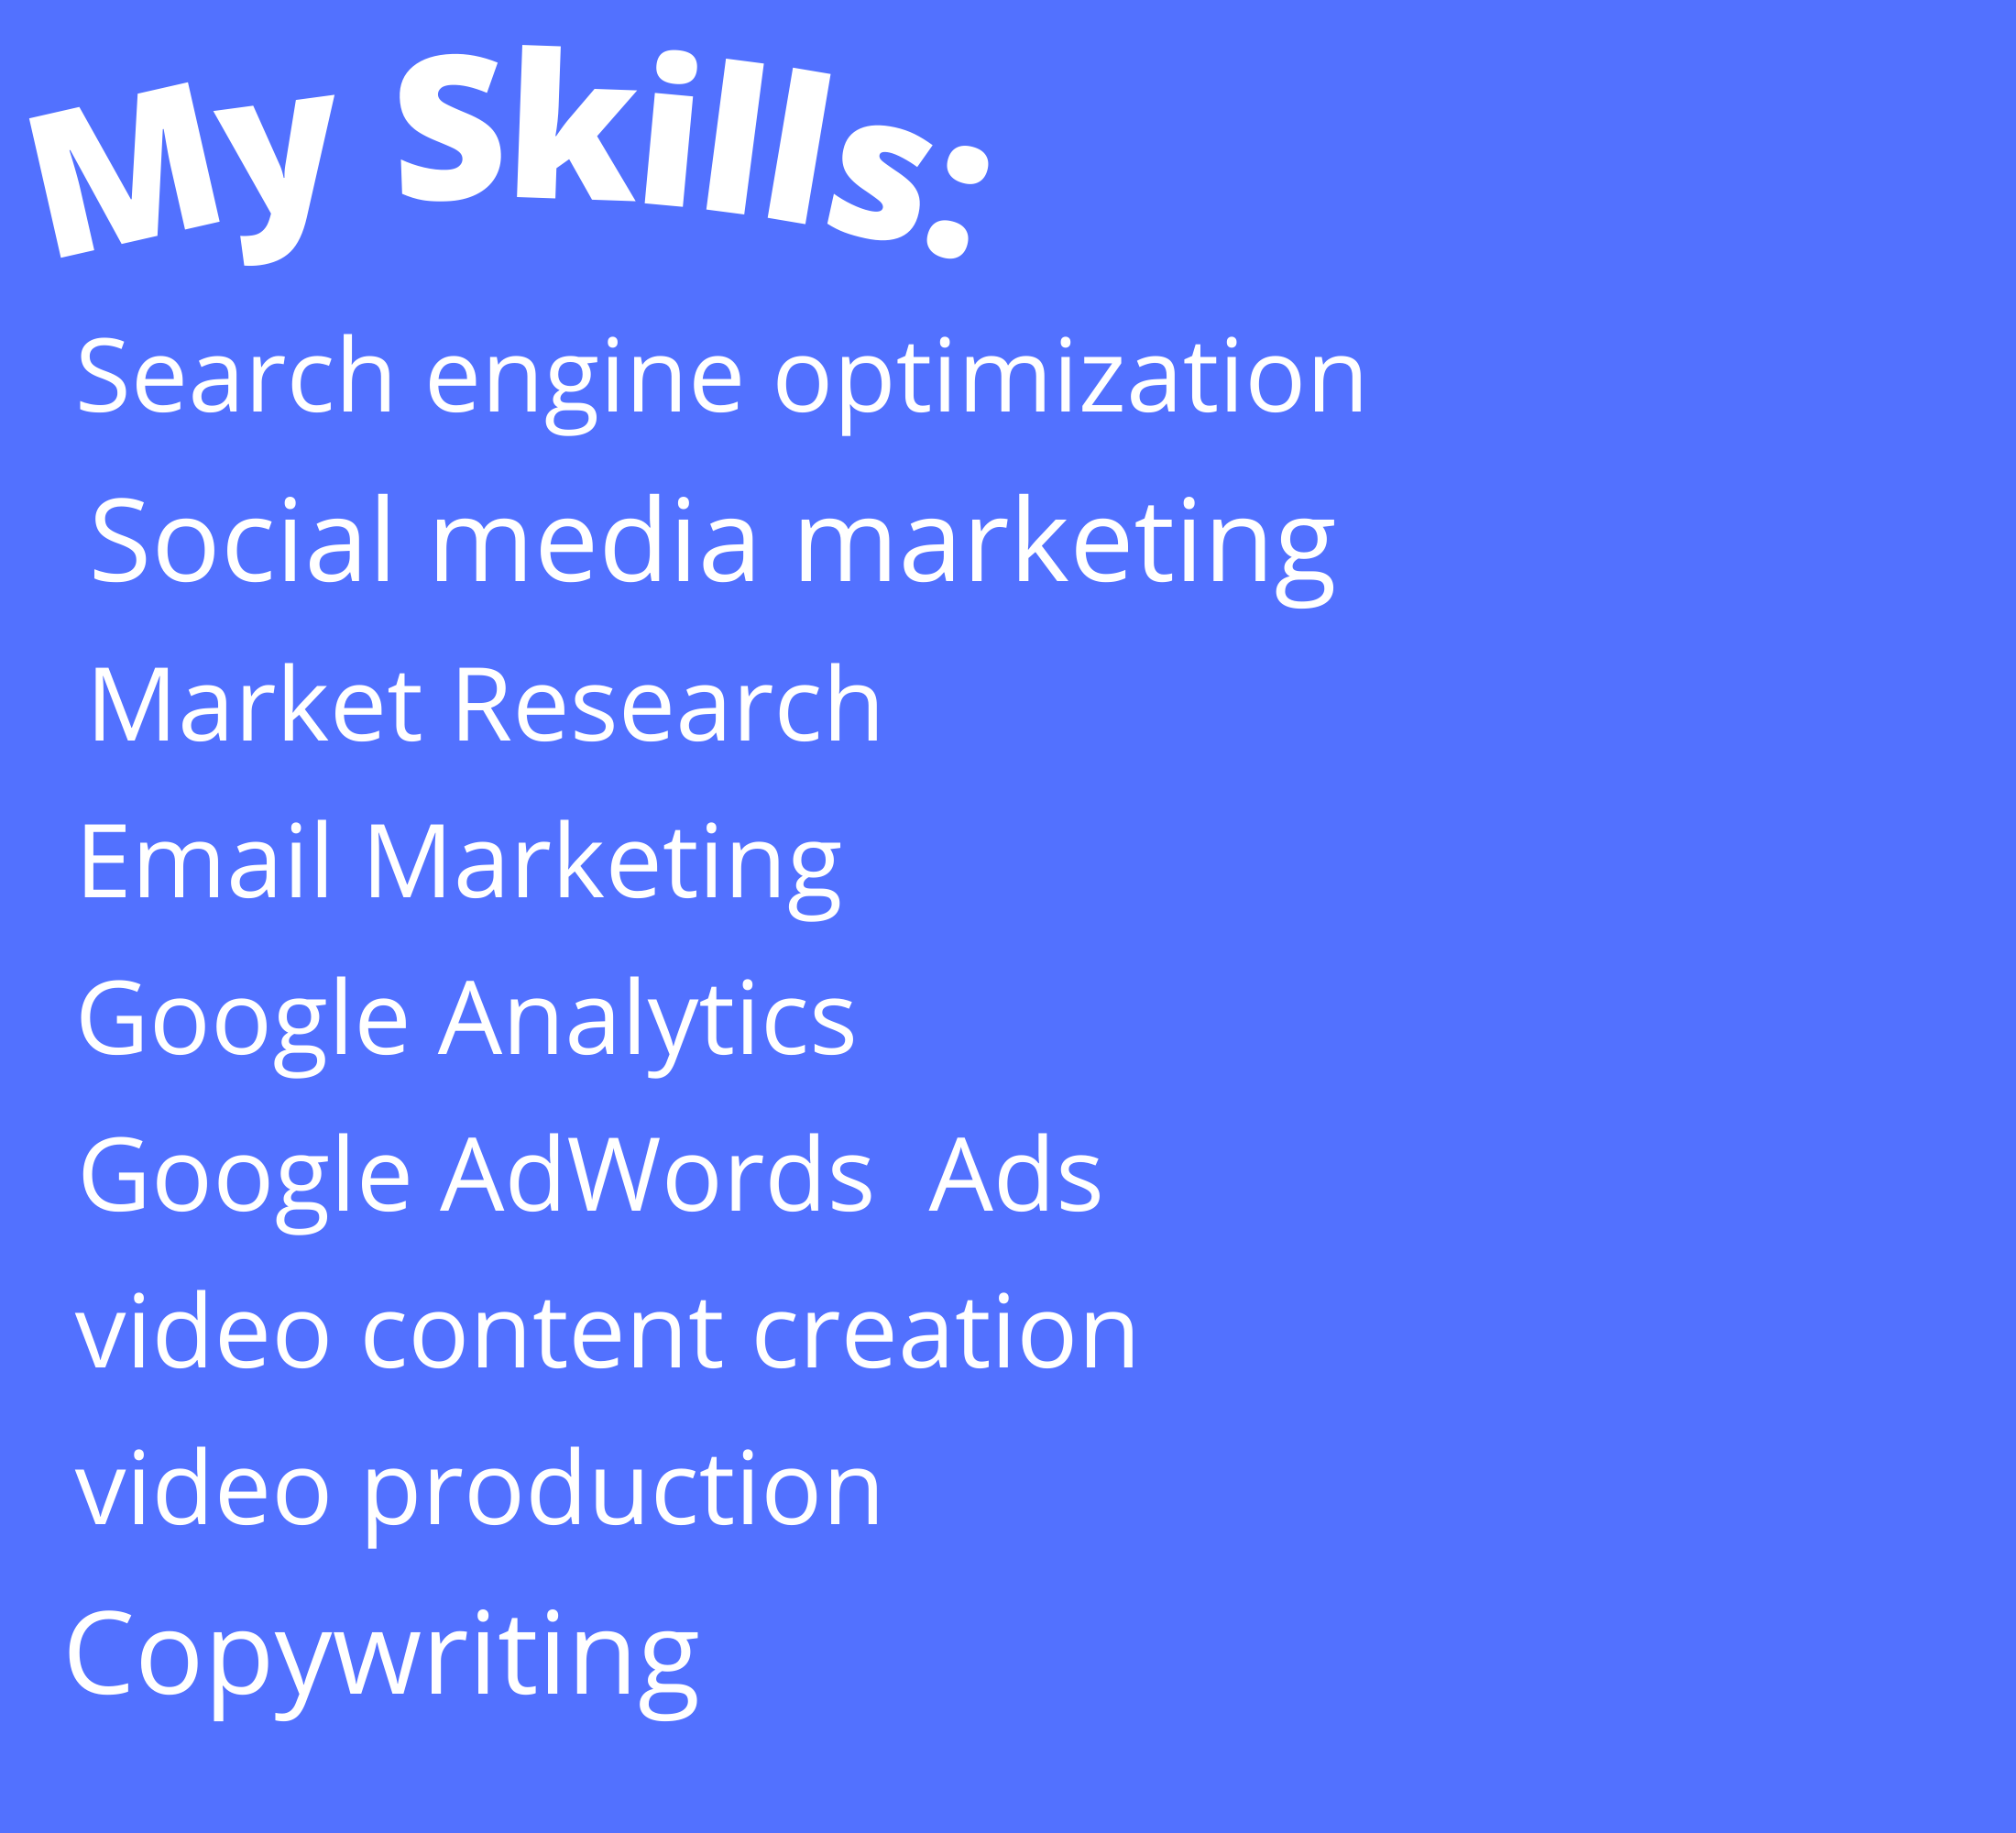 My Skills:
Search engine optimization
Social media marketing
Market Research
Email Marketing
Google Analytics
Google AdWords  Ads
video content creation
video production
Copywriting